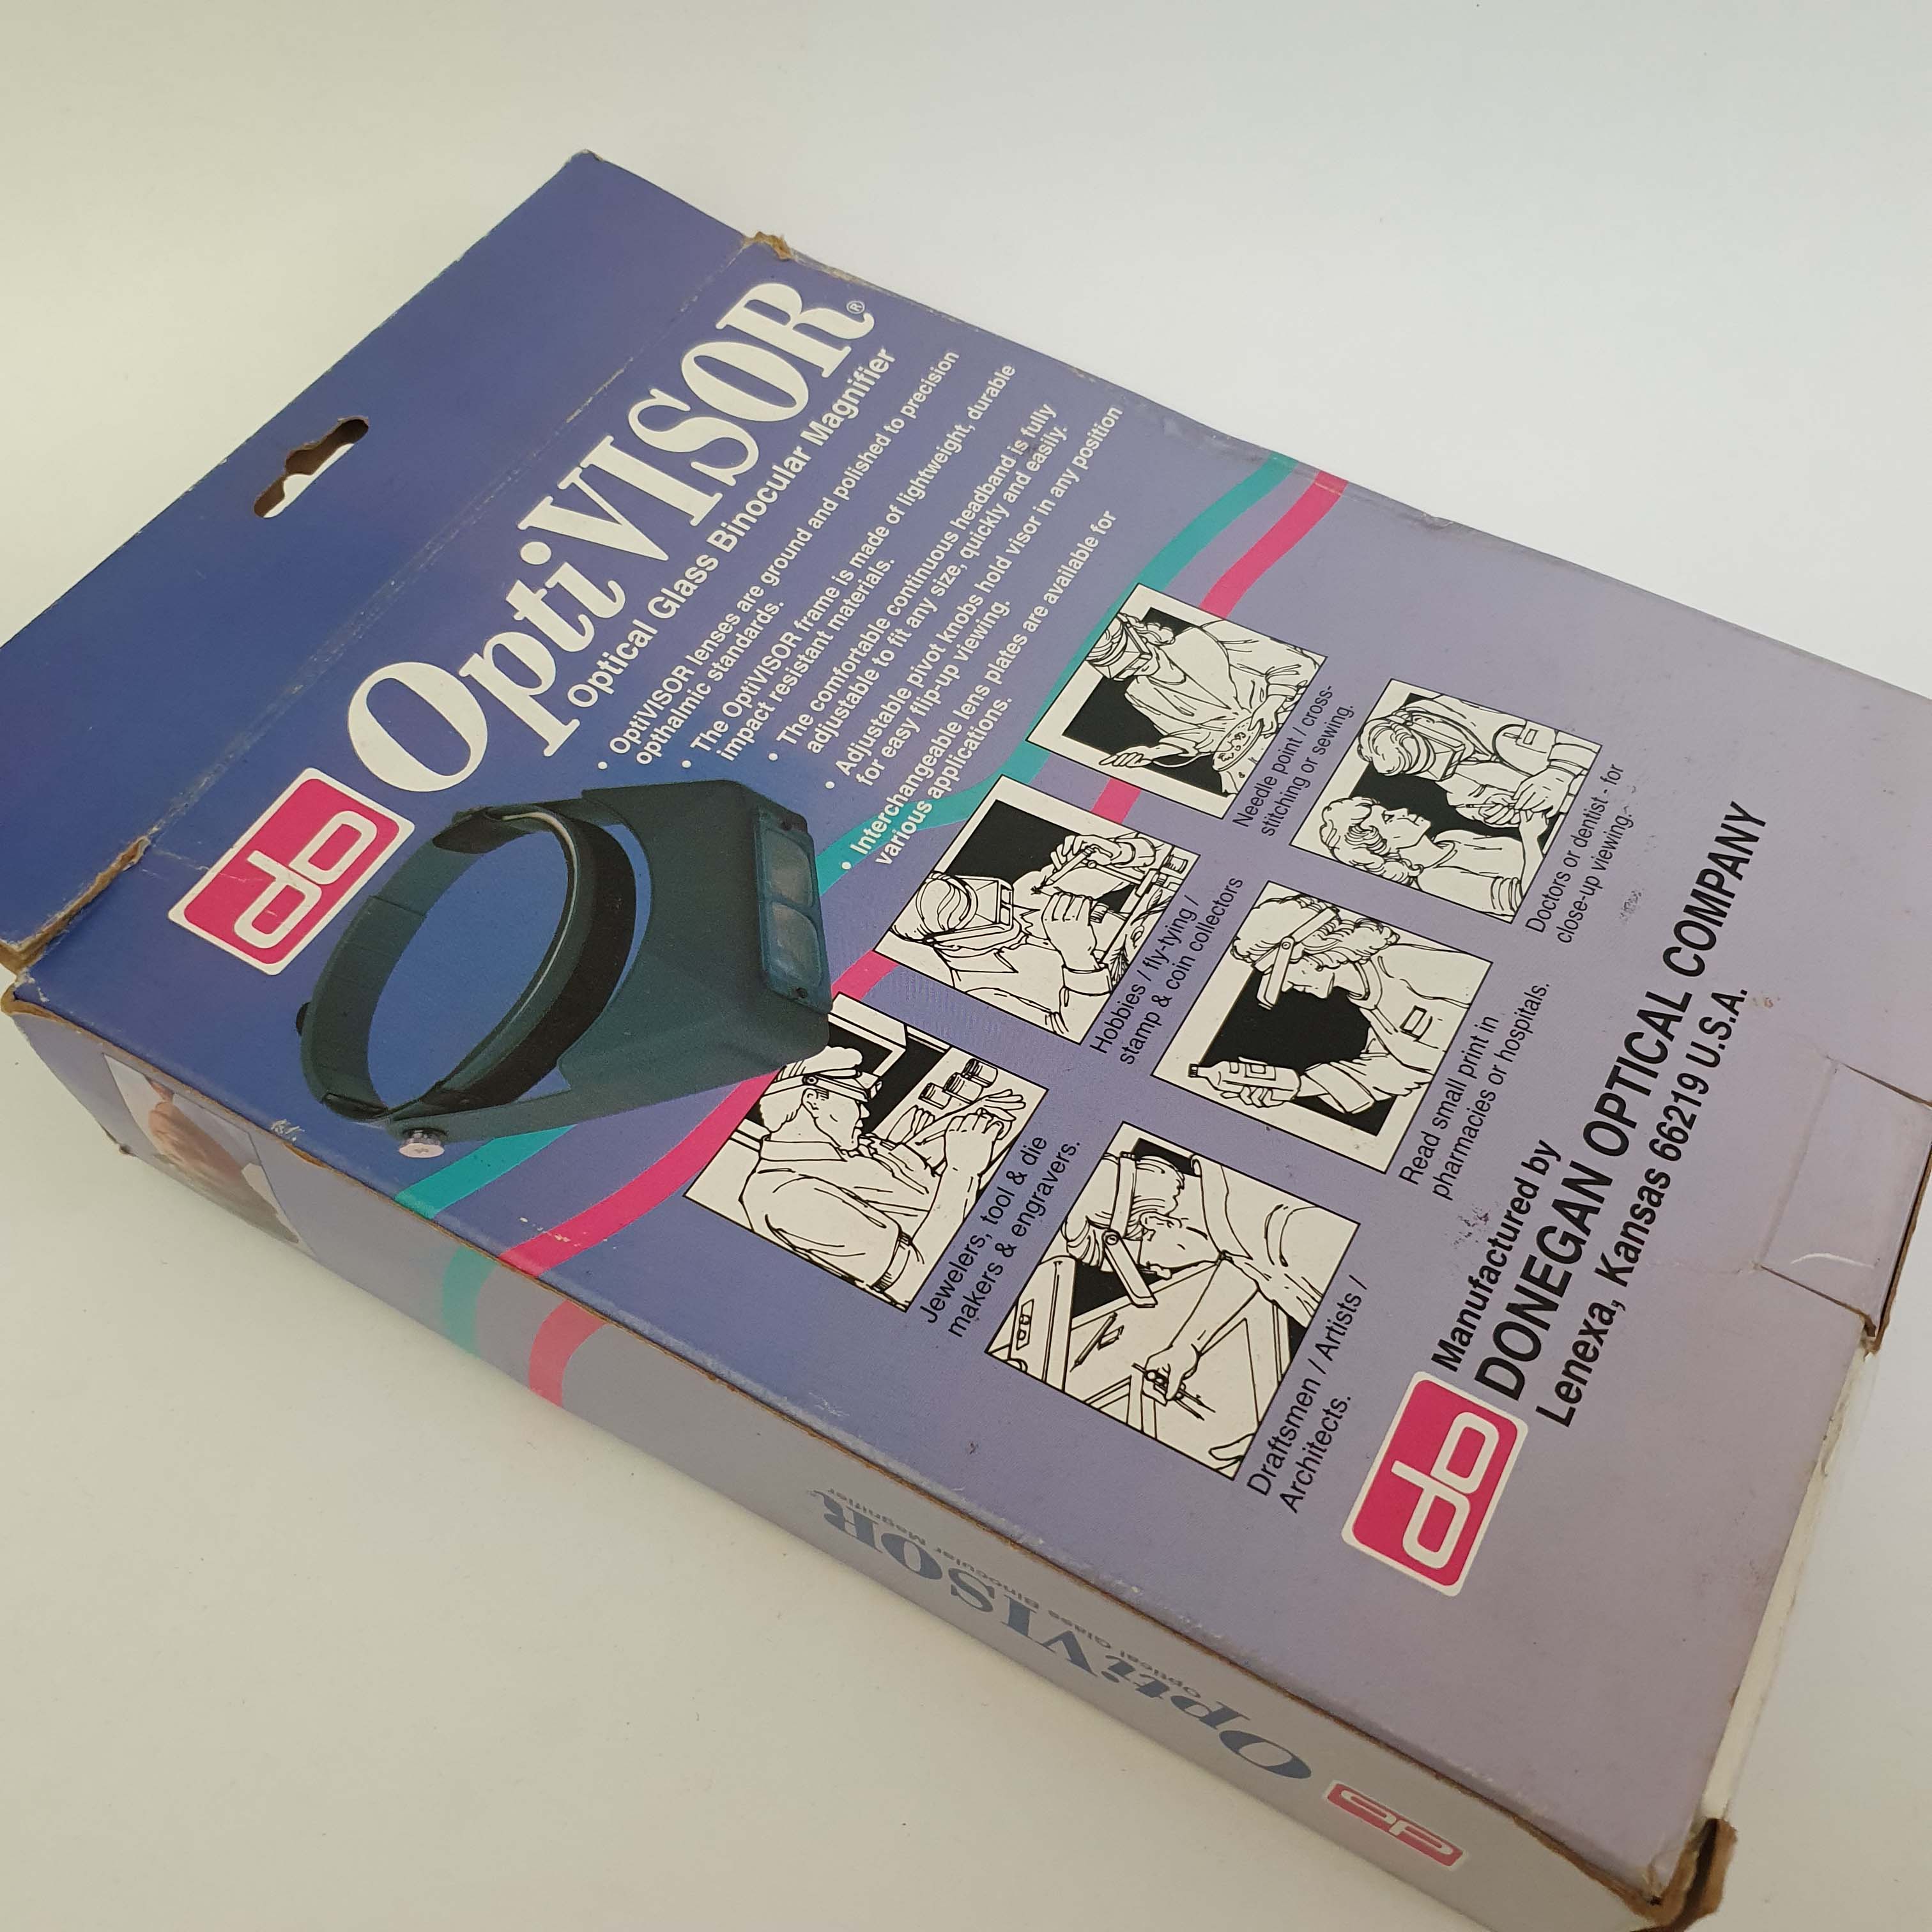 do
OptiVISOR®
Optical Glass Binocular Magnifier
• OptiVISOR lenses are ground and polished to precision
opthalmic standards.
• The OptiVISOR frame is made of lightweight, durable
impact resistant materials.
• The comfortable continuous headband is fully
adjustable to fit any size, quickly and easily.
• Adjustable pivot knobs hold visor in any position
for easy flip-up viewing.
• Interchangeable lens plates are available for
various applications.
Jewelers, tool & die
makers & engravers.
Hobbies / fly-tying /
stamp & coin collectors
Needle point / cross-
stitching or sewing.
Draftsmen / Artists /
Architects.
Read small print in
pharmacies or hospitals.
Doctors or dentist - for
close-up viewing.
do
Manufactured by
DONEGAN OPTICAL COMPANY
Lenexa, Kansas 66219 U.S.A.
do
OptiVISOR
Optical Glass Binocular Magnifier